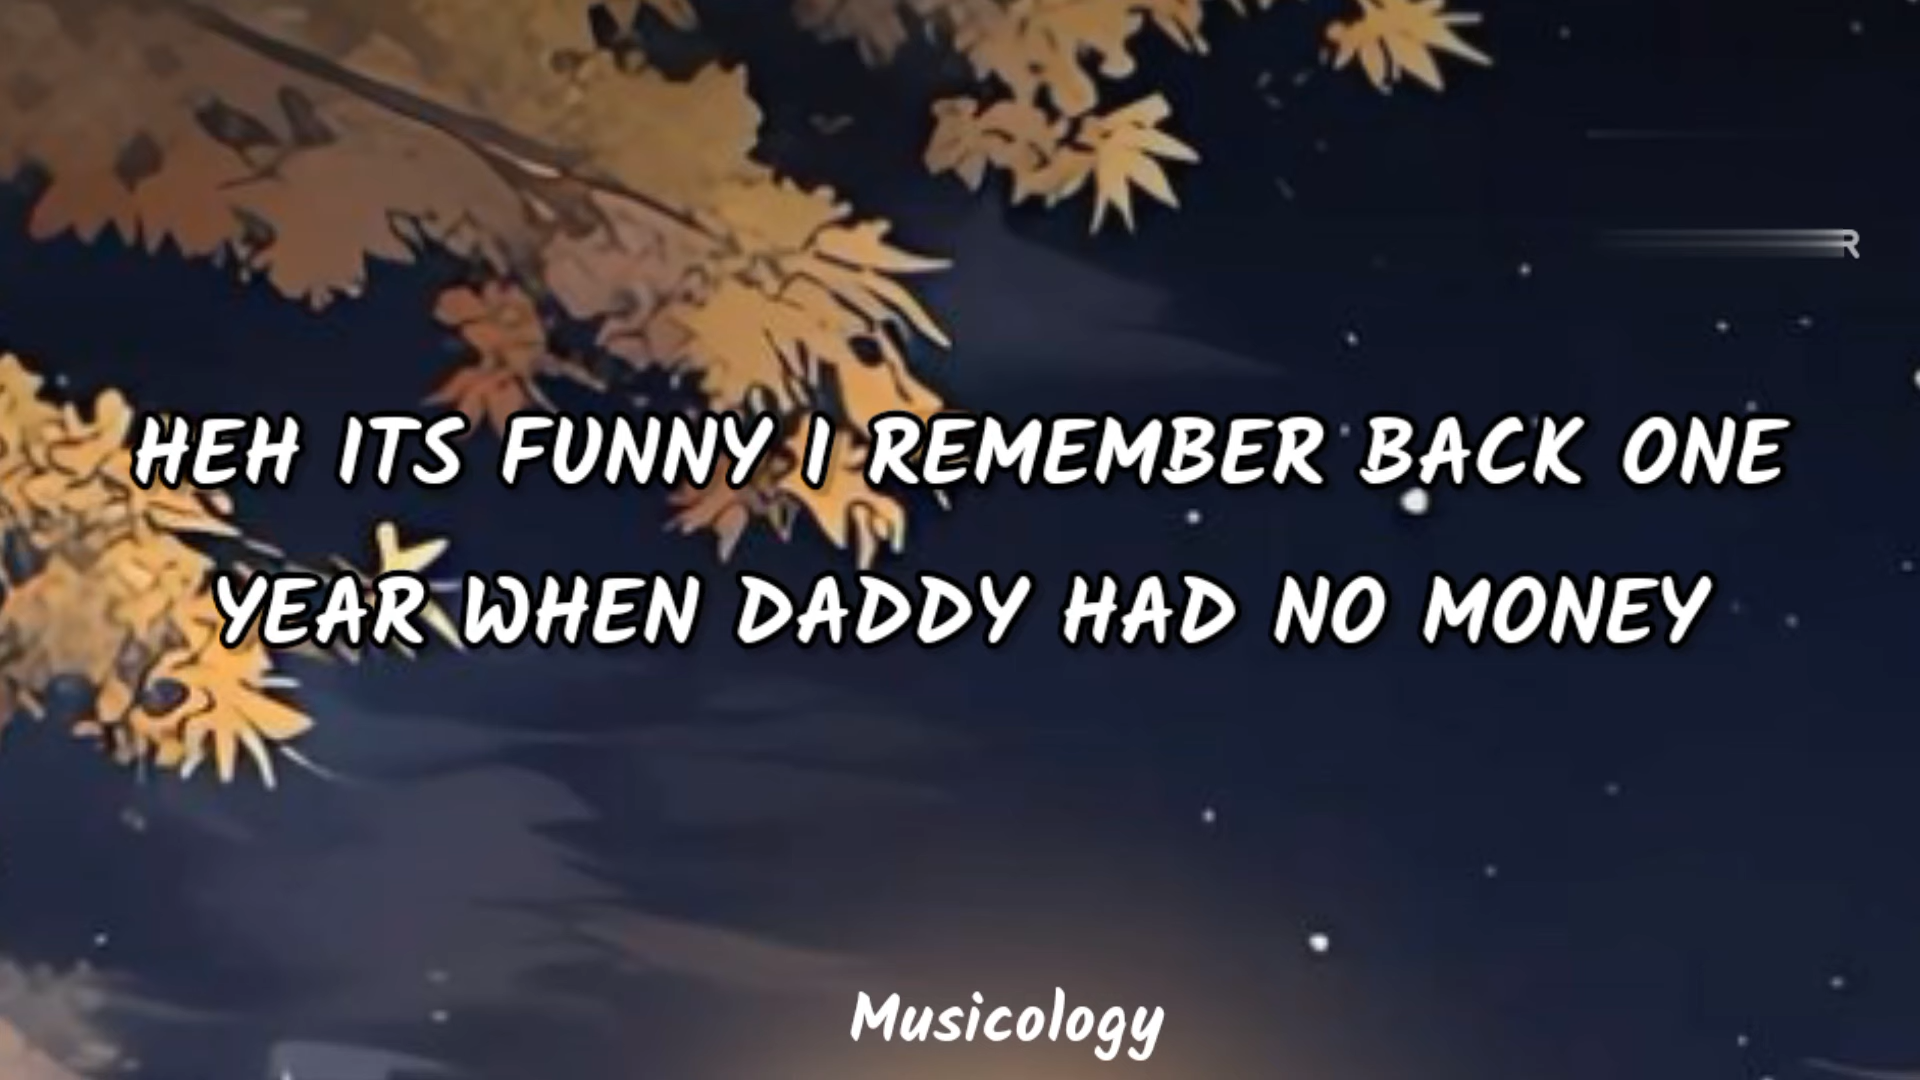 R
HEH ITS FUNNY I REMEMBER BACK ONE
YEAR WHEN DADDY HAD NO MONEY
Musicology